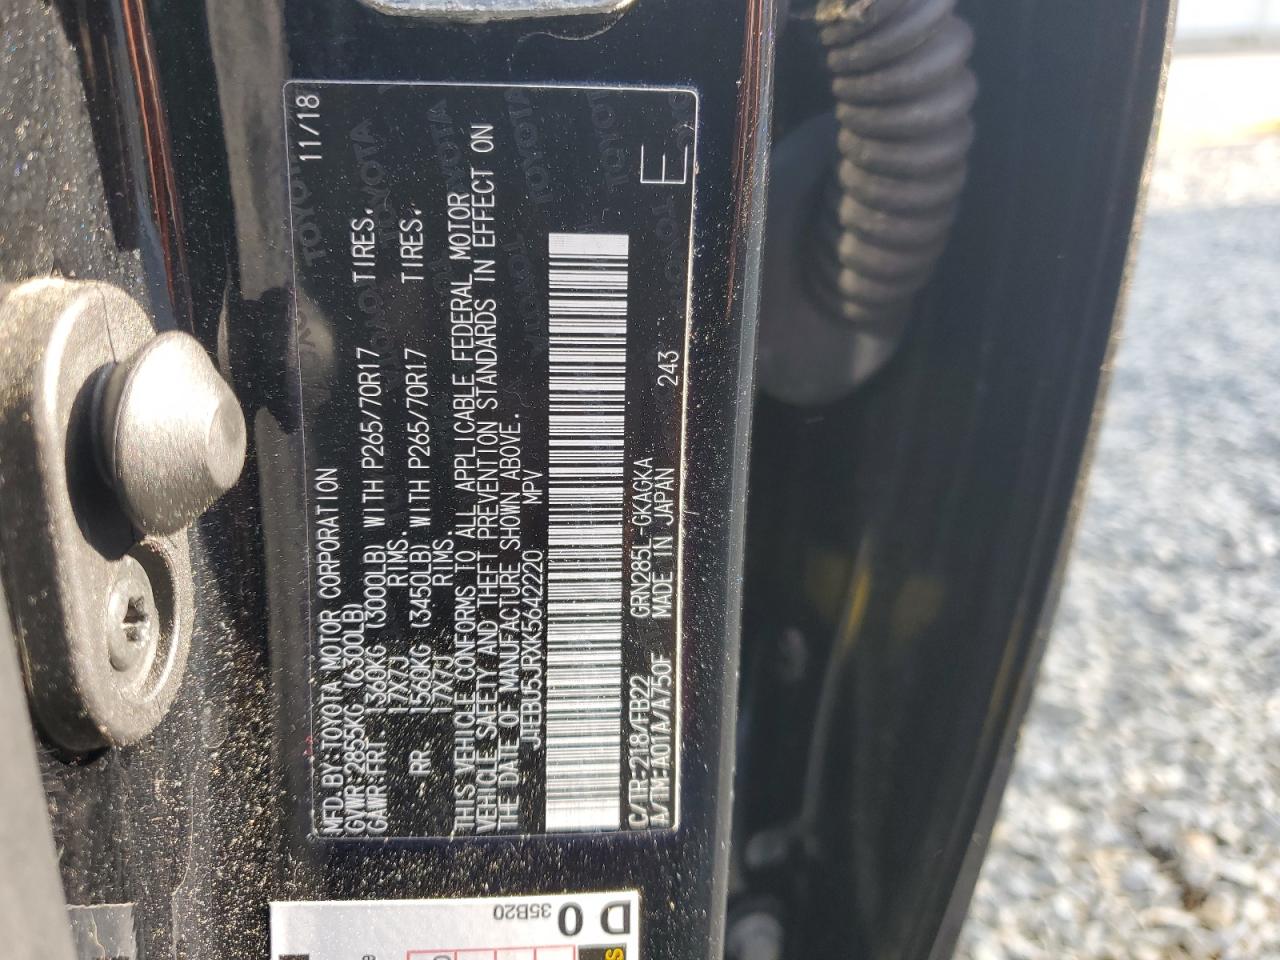 MFD.BY:TOYOTA MOTOR CORPORATION 11/18
GVWR:2855KG (6300LB)
GAWR:FRT. 1360KG (3000LB) WITH P265/70R17 TIRES,
17X7J RIMS.
RR. 1560KG (3450LB) WITH P265/70R17 TIRES,
17X7J RIMS.
THIS VEHICLE CONFORMS TO ALL APPLICABLE FEDERAL MOTOR
VEHICLE SAFETY AND THEFT PREVENTION STANDARDS IN EFFECT ON
THE DATE OF MANUFACTURE SHOWN ABOVE.
JTEBU5JRXK5642220 MPV
C/TR:218/FB22 GRN285L-GKAGKA
A/TM:A01A/A750F MADE IN JAPAN 243
E
D 0
35B20